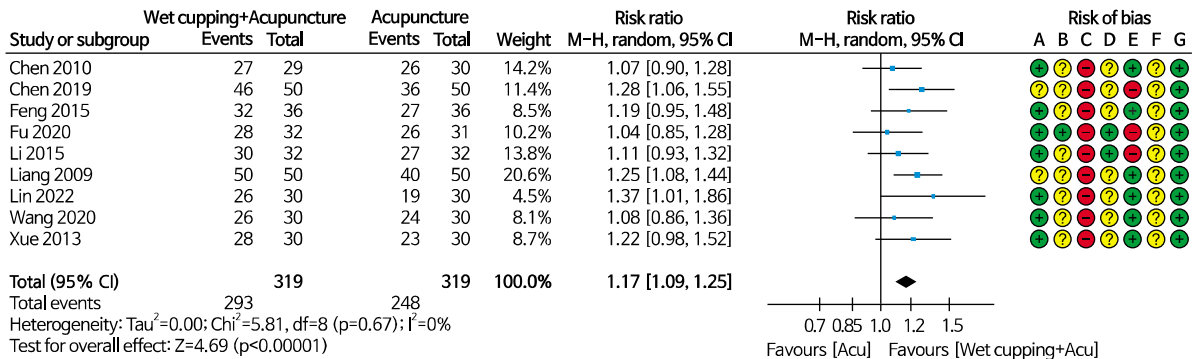 Wet cupping+Acupuncture Acupuncture Risk ratio Risk ratio Risk of bias
Study or subgroup Events Total Events Total Weight M-H, random, 95% CI M-H, random, 95% CI A B C D E F G
Chen 2010 27 29 26 30 14.2% 1.07 [0.90, 1.28] + ? − ? + ? +
Chen 2019 46 50 36 50 11.4% 1.28 [1.06, 1.55] ? ? − ? − ? +
Feng 2015 32 36 27 36 8.5% 1.19 [0.95, 1.48] + ? − ? + ? +
Fu 2020 28 32 26 31 10.2% 1.04 [0.85, 1.28] + + − + − ? +
Li 2015 30 32 27 32 13.8% 1.11 [0.93, 1.32] + ? − + − ? +
Liang 2009 50 50 40 50 20.6% 1.25 [1.08, 1.44] ? ? − ? + ? +
Lin 2022 26 30 19 30 4.5% 1.37 [1.01, 1.86] + ? − ? + ? +
Wang 2020 26 30 24 30 8.1% 1.08 [0.86, 1.36] + ? − ? + ? +
Xue 2013 28 30 23 30 8.7% 1.22 [0.98, 1.52] + ? − ? + ? +
Total (95% CI) 319 319 100.0% 1.17 [1.09, 1.25]
Total events 293 248
Heterogeneity: Tau²=0.00; Chi²=5.81, df=8 (p=0.67); I²=0%
Test for overall effect: Z=4.69 (p<0.00001)
0.7 0.85 1.0 1.2 1.5
Favours [Acu] Favours [Wet cupping+Acu]